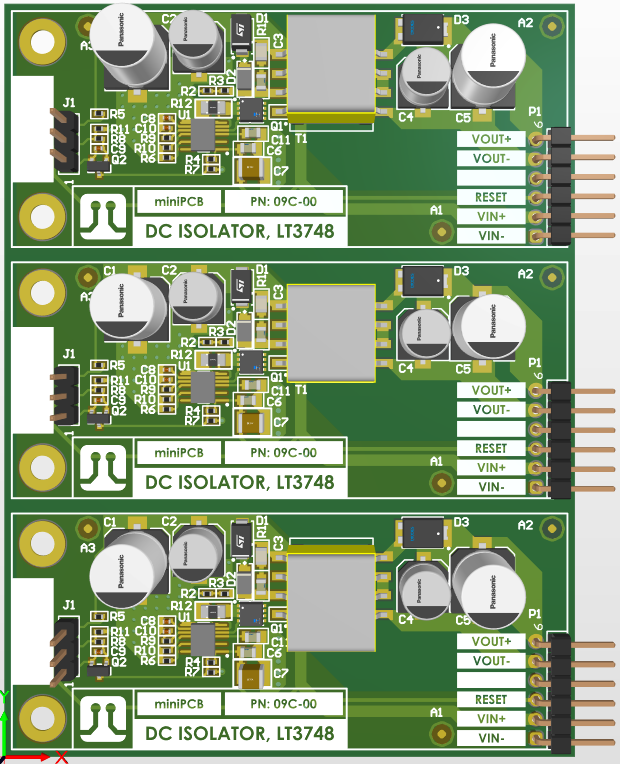 A3 C2 D1 D3 A2
Panasonic Panasonic ST R1 C3 Panasonic Panasonic
D2
J1 R2 R3
R5 C8 R12 C4 C5 P1
R11 C10 U1 6
R8 R9 Q1 T1 VOUT+
C9 R10 C11 VOUT-
Q2 R6 R4 C6
R7 C7
1 RESET
miniPCB PN: 09C-00 A1 VIN+
DC ISOLATOR, LT3748 VIN-
C1 C2 D1 D3 A2
Panasonic Panasonic ST R1 C3 Panasonic Panasonic
D2
J1 R2 R3
R5 C8 R12 C4 C5 P1
R11 C10 U1 6
R8 R9 Q1 T1 VOUT+
C9 R10 C11 VOUT-
Q2 R6 R4 C6
R7 C7
1 RESET
miniPCB PN: 09C-00 A1 VIN+
DC ISOLATOR, LT3748 VIN-
C1 C2 D1 D3 A2
A3 Panasonic Panasonic ST R1 C3 Panasonic Panasonic
D2
J1 R2 R3
R5 C8 R12 C4 C5 P1
R11 C10 U1 6
R8 R9 Q1 VOUT+
C9 R10 VOUT-
Q2 R6 R4 C6
R7 C7
RESET
miniPCB PN: 09C-00 A1 VIN+
DC ISOLATOR, LT3748 VIN-
Y
X